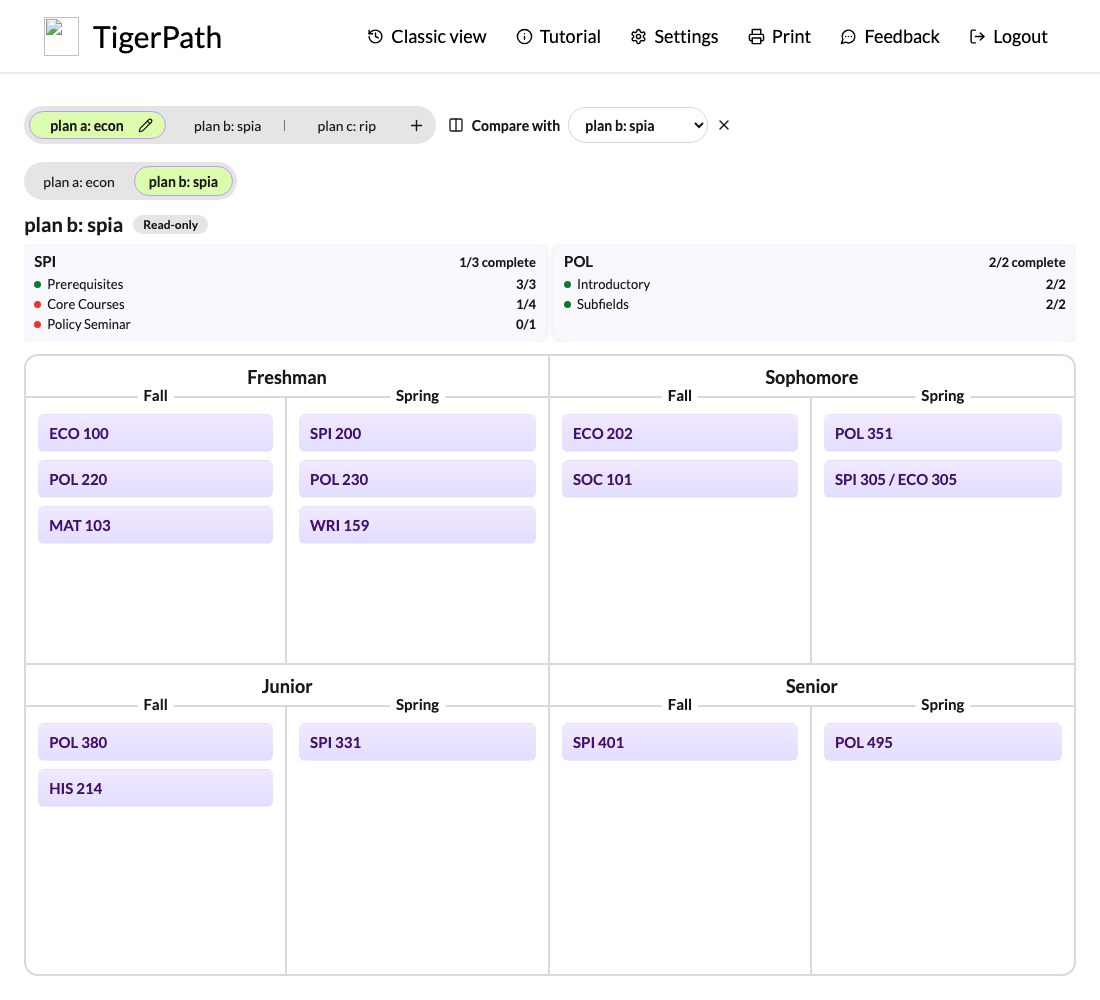 TigerPath
Classic view
Tutorial
Settings
Print
Feedback
Logout
plan a: econ
plan b: spia
plan c: rip
Compare with
plan b: spia
plan a: econ
plan b: spia
plan b: spia
Read-only
SPI
1/3 complete
Prerequisites
3/3
Core Courses
1/4
Policy Seminar
0/1
POL
2/2 complete
Introductory
2/2
Subfields
2/2
Freshman
Fall
ECO 100
POL 220
MAT 103
Spring
SPI 200
POL 230
WRI 159
Sophomore
Fall
ECO 202
SOC 101
Spring
POL 351
SPI 305 / ECO 305
Junior
Fall
POL 380
HIS 214
Spring
SPI 331
Senior
Fall
SPI 401
Spring
POL 495